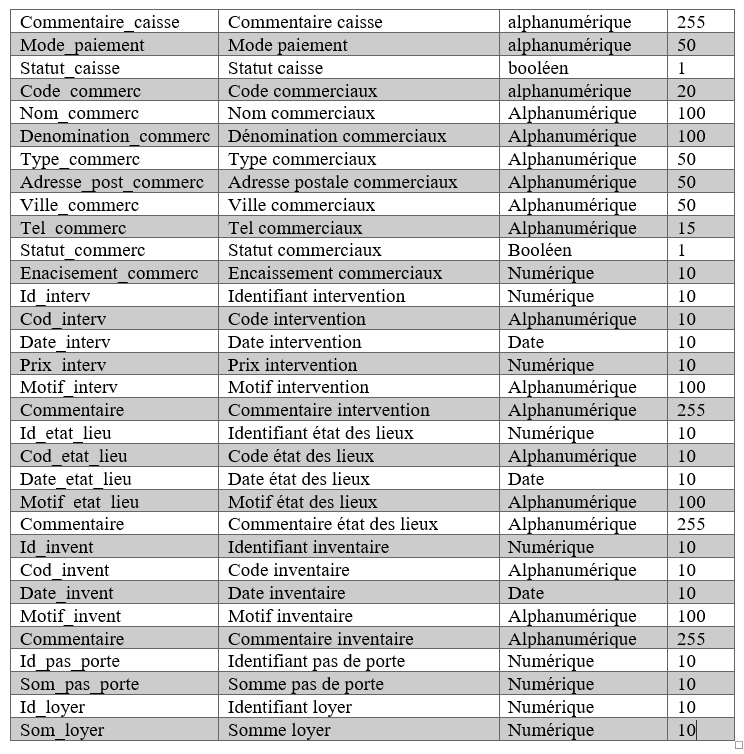 Commentaire_caisse Commentaire caisse alphanumérique 255
Mode_paiement Mode paiement alphanumérique 50
Statut_caisse Statut caisse booléen 1
Code_commerc Code commerciaux alphanumérique 20
Nom_commerc Nom commerciaux Alphanumérique 100
Denomination_commerc Dénomination commerciaux Alphanumérique 100
Type_commerc Type commerciaux Alphanumérique 50
Adresse_post_commerc Adresse postale commerciaux Alphanumérique 50
Ville_commerc Ville commerciaux Alphanumérique 50
Tel_commerc Tel commerciaux Alphanumérique 15
Statut_commerc Statut commerciaux Booléen 1
Enacisement_commerc Encaissement commerciaux Numérique 10
Id_interv Identifiant intervention Numérique 10
Cod_interv Code intervention Alphanumérique 10
Date_interv Date intervention Date 10
Prix_interv Prix intervention Numérique 10
Motif_interv Motif intervention Alphanumérique 100
Commentaire Commentaire intervention Alphanumérique 255
Id_etat_lieu Identifiant état des lieux Numérique 10
Cod_etat_lieu Code état des lieux Alphanumérique 10
Date_etat_lieu Date état des lieux Date 10
Motif_etat_lieu Motif état des lieux Alphanumérique 100
Commentaire Commentaire état des lieux Alphanumérique 255
Id_invent Identifiant inventaire Numérique 10
Cod_invent Code inventaire Alphanumérique 10
Date_invent Date inventaire Date 10
Motif_invent Motif inventaire Alphanumérique 100
Commentaire Commentaire inventaire Alphanumérique 255
Id_pas_porte Identifiant pas de porte Numérique 10
Som_pas_porte Somme pas de porte Numérique 10
Id_loyer Identifiant loyer Numérique 10
Som_loyer Somme loyer Numérique 10